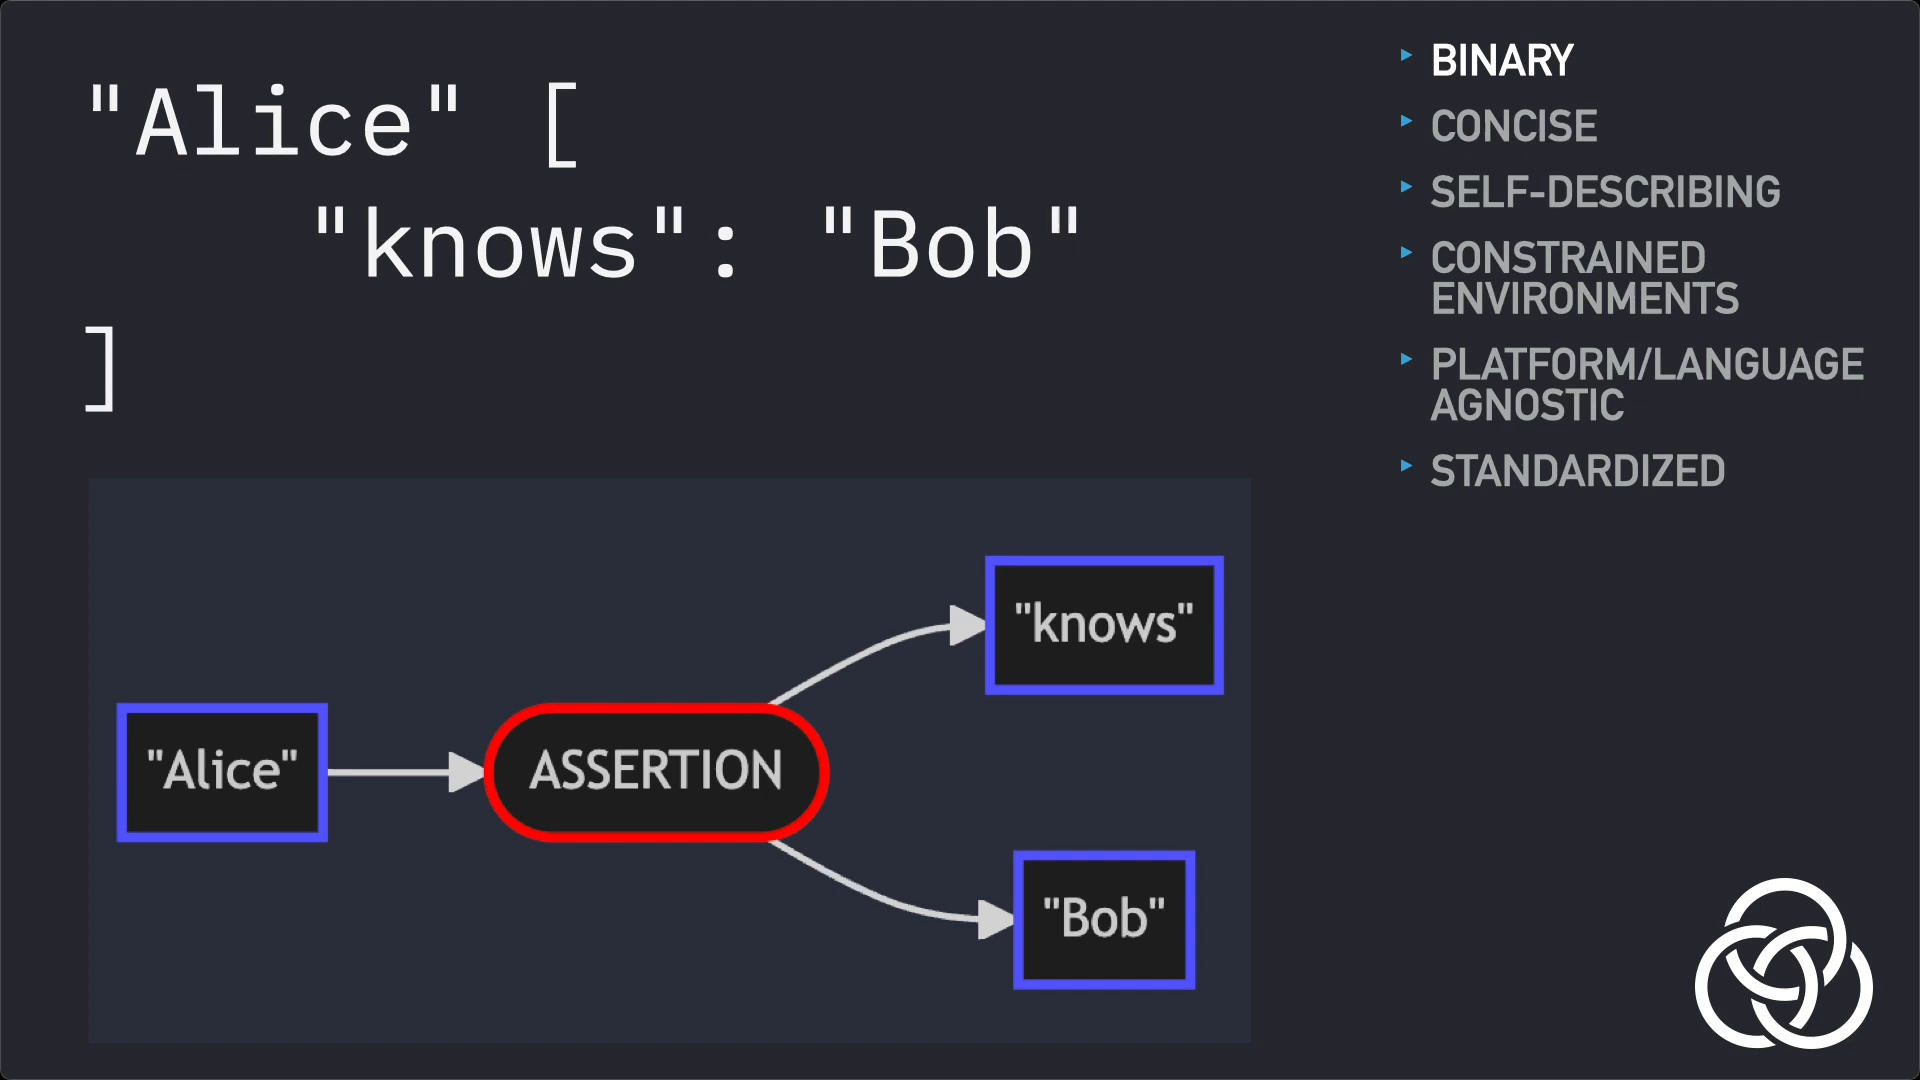 "Alice" [
"knows": "Bob"
]
BINARY
CONCISE
SELF-DESCRIBING
CONSTRAINED
ENVIRONMENTS
PLATFORM/LANGUAGE
AGNOSTIC
STANDARDIZED
"knows"
"Alice"
ASSERTION
"Bob"